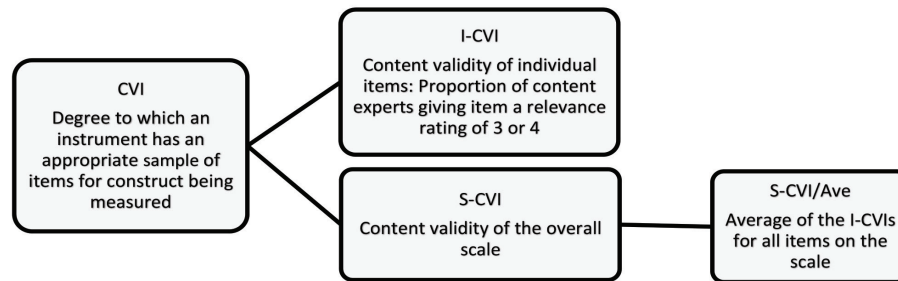 CVI
Degree to which an
instrument has an
appropriate sample of
items for construct being
measured
I-CVI
Content validity of individual
items: Proportion of content
experts giving item a relevance
rating of 3 or 4
S-CVI
Content validity of the overall
scale
S-CVI/Ave
Average of the I-CVIs
for all items on the
scale